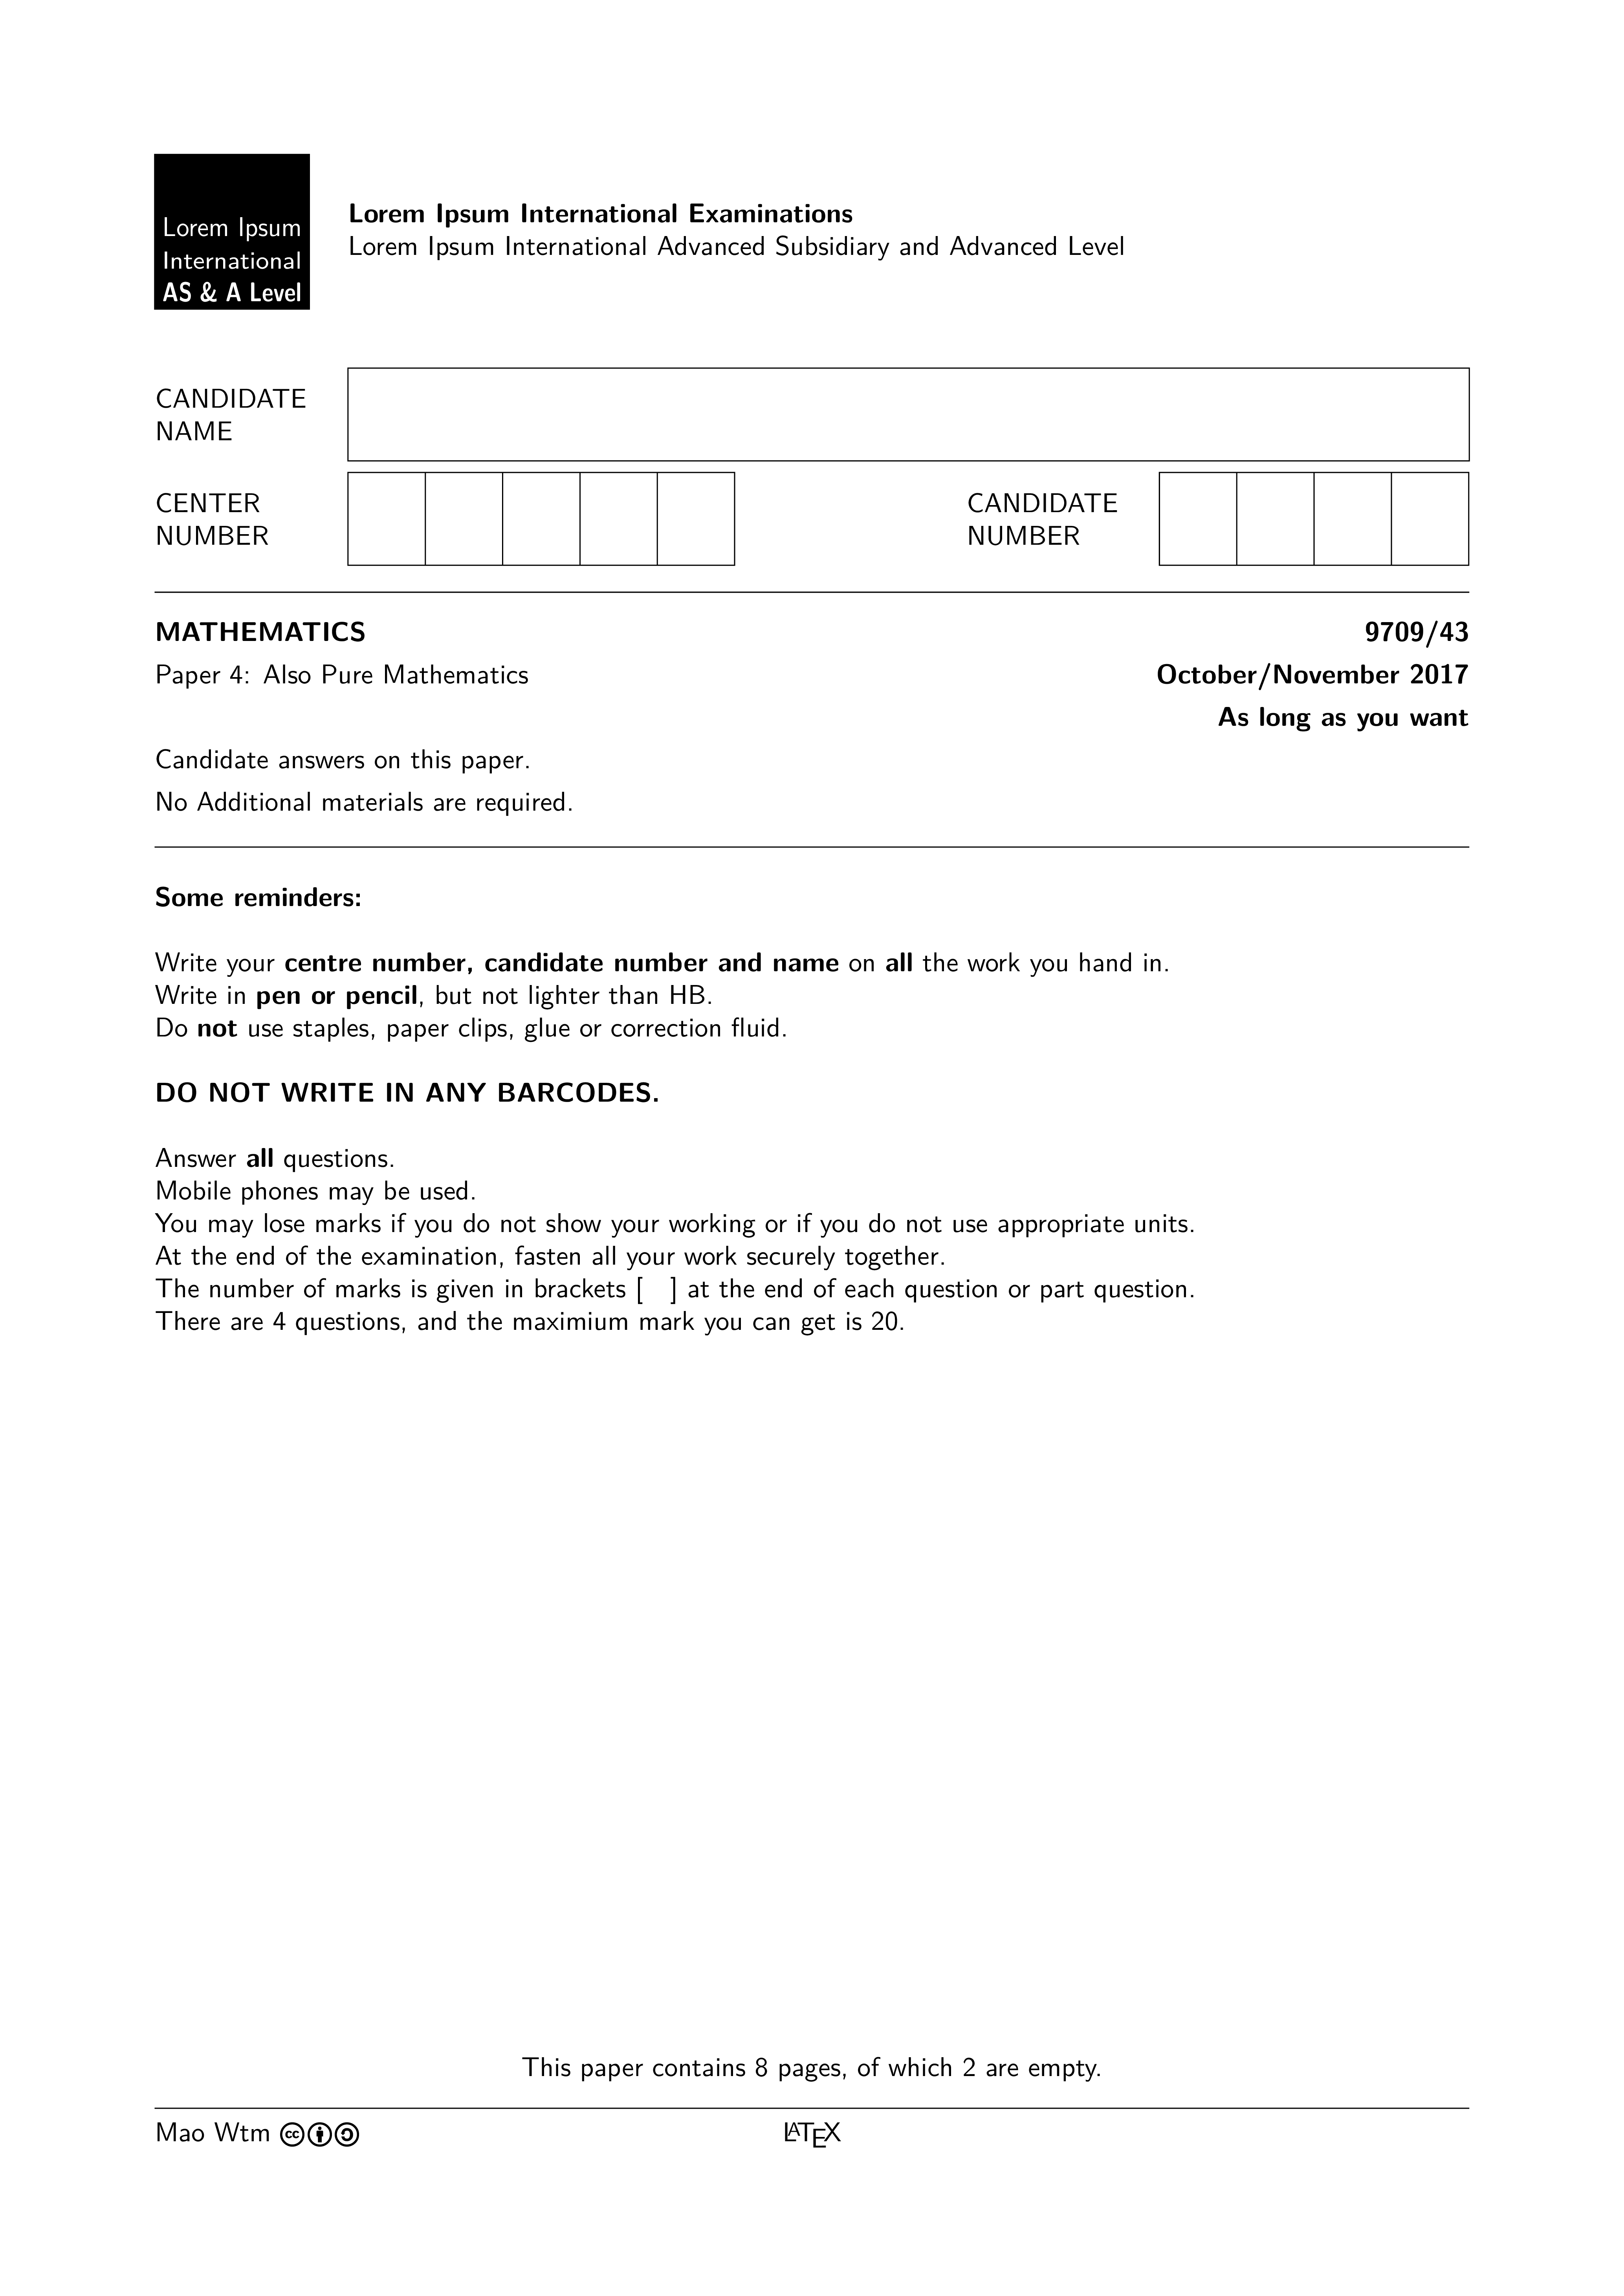 Lorem Ipsum
International
AS & A Level
Lorem Ipsum International Examinations
Lorem Ipsum International Advanced Subsidiary and Advanced Level
CANDIDATE
NAME
CENTER
NUMBER
CANDIDATE
NUMBER
MATHEMATICS 9709/43
Paper 4: Also Pure Mathematics October/November 2017
As long as you want
Candidate answers on this paper.
No Additional materials are required.
Some reminders:
Write your centre number, candidate number and name on all the work you hand in.
Write in pen or pencil, but not lighter than HB.
Do not use staples, paper clips, glue or correction fluid.
DO NOT WRITE IN ANY BARCODES.
Answer all questions.
Mobile phones may be used.
You may lose marks if you do not show your working or if you do not use appropriate units.
At the end of the examination, fasten all your work securely together.
The number of marks is given in brackets [ ] at the end of each question or part question.
There are 4 questions, and the maximium mark you can get is 20.
This paper contains 8 pages, of which 2 are empty.
Mao Wtm cc LATEX